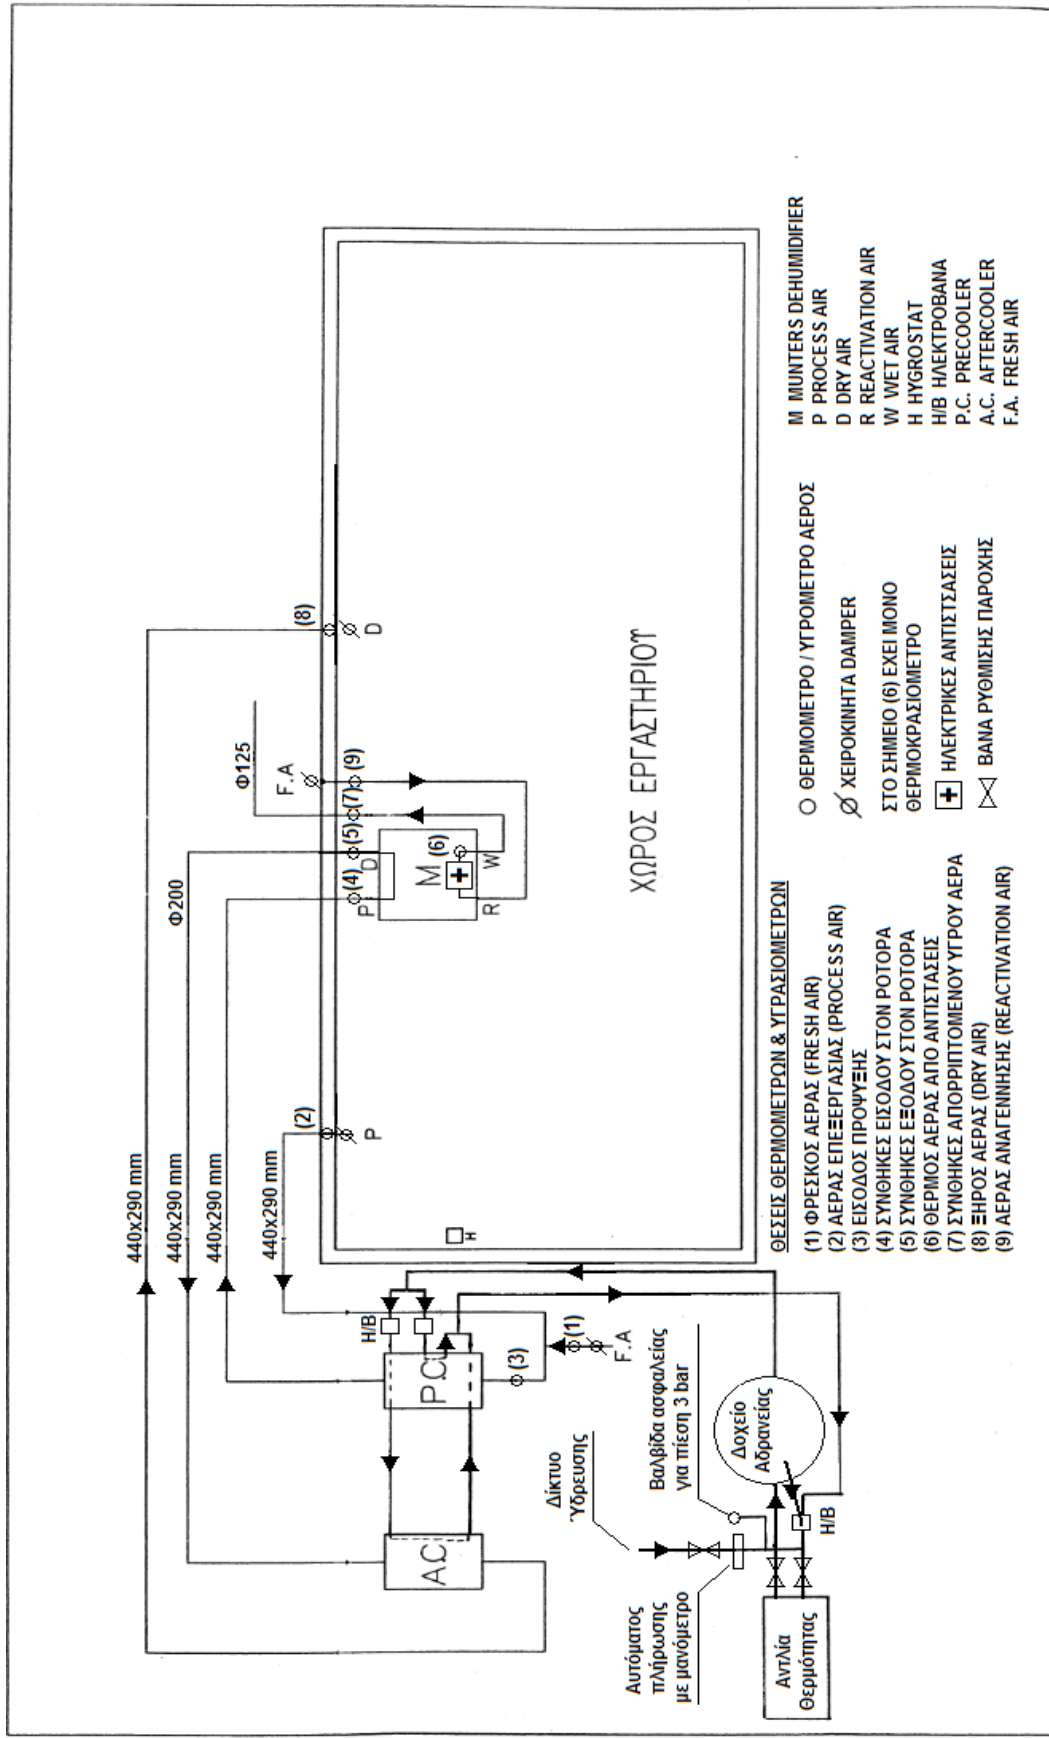 440x290 mm
440x290 mm
440x290 mm
440x290 mm
Φ200
Φ125
F.A
(2)
P
(4)
(5)
(7)
(9)
(8)
D
P
D
M
(6)
R
W
H
ΧΩΡΟΣ ΕΡΓΑΣΤΗΡΙΟΥ
H/B
P.C
A.C
(3)
(1)
F.A
Δίκτυο
Ύδρευσης
Βαλβίδα ασφαλείας
για πίεση 3 bar
Αυτόματος
πλήρωσης
με μανόμετρο
Δοχείο
Αδρανείας
H/B
Αντλία
Θερμότητας
ΘΕΣΕΙΣ ΘΕΡΜΟΜΕΤΡΩΝ & ΥΓΡΑΣΙΟΜΕΤΡΩΝ
(1) ΦΡΕΣΚΟΣ ΑΕΡΑΣ (FRESH AIR)
(2) ΑΕΡΑΣ ΕΠΕΞΕΡΓΑΣΙΑΣ (PROCESS AIR)
(3) ΕΙΣΟΔΟΣ ΠΡΟΨΥΞΗΣ
(4) ΣΥΝΘΗΚΕΣ ΕΙΣΟΔΟΥ ΣΤΟΝ ΡΟΤΟΡΑ
(5) ΣΥΝΘΗΚΕΣ ΕΞΟΔΟΥ ΣΤΟΝ ΡΟΤΟΡΑ
(6) ΘΕΡΜΟΣ ΑΕΡΑΣ ΑΠΟ ΑΝΤΙΣΤΑΣΕΙΣ
(7) ΣΥΝΘΗΚΕΣ ΑΠΟΡΡΙΠΤΟΜΕΝΟΥ ΥΓΡΟΥ ΑΕΡΑ
(8) ΞΗΡΟΣ ΑΕΡΑΣ (DRY AIR)
(9) ΑΕΡΑΣ ΑΝΑΓΕΝΝΗΣΗΣ (REACTIVATION AIR)
ΘΕΡΜΟΜΕΤΡΟ / ΥΓΡΟΜΕΤΡΟ ΑΕΡΟΣ
ΧΕΙΡΟΚΙΝΗΤΑ DAMPER
ΣΤΟ ΣΗΜΕΙΟ (6) ΕΧΕΙ ΜΟΝΟ
ΘΕΡΜΟΚΡΑΣΙΟΜΕΤΡΟ
ΗΛΕΚΤΡΙΚΕΣ ΑΝΤΙΣΤΣΑΣΕΙΣ
ΒΑΝΑ ΡΥΘΜΙΣΗΣ ΠΑΡΟΧΗΣ
M MUNTERS DEHUMIDIFIER
P PROCESS AIR
D DRY AIR
R REACTIVATION AIR
W WET AIR
H HYGROSTAT
H/B ΗΛΕΚΤΡΟΒΑΝΑ
P.C. PRECOOLER
A.C. AFTERCOOLER
F.A. FRESH AIR